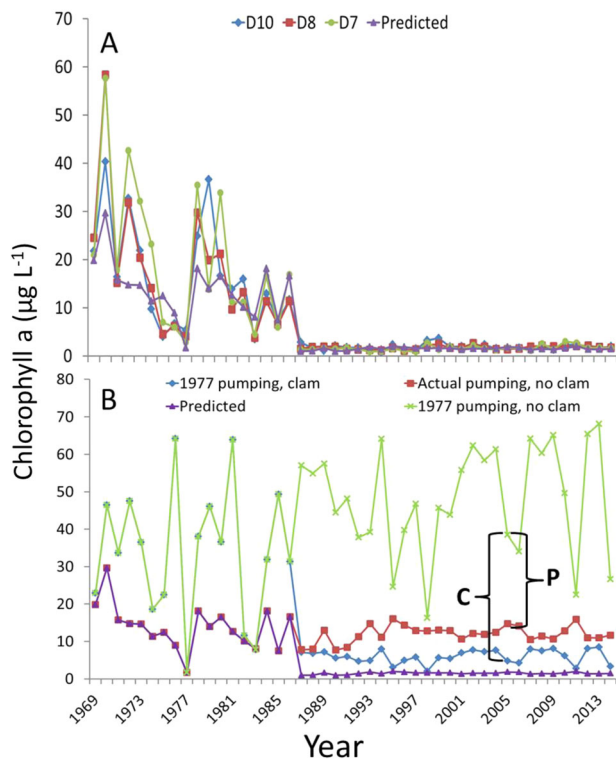 D10 D8 D7 Predicted
A
70
60
50
40
30
20
10
0
Chlorophyll a (µg L⁻¹)
B
1977 pumping, clam Actual pumping, no clam
Predicted 1977 pumping, no clam
80
70
60
50
40
30
20
10
0
C P
1969 1973 1977 1981 1985 1989 1993 1997 2001 2005 2009 2013
Year